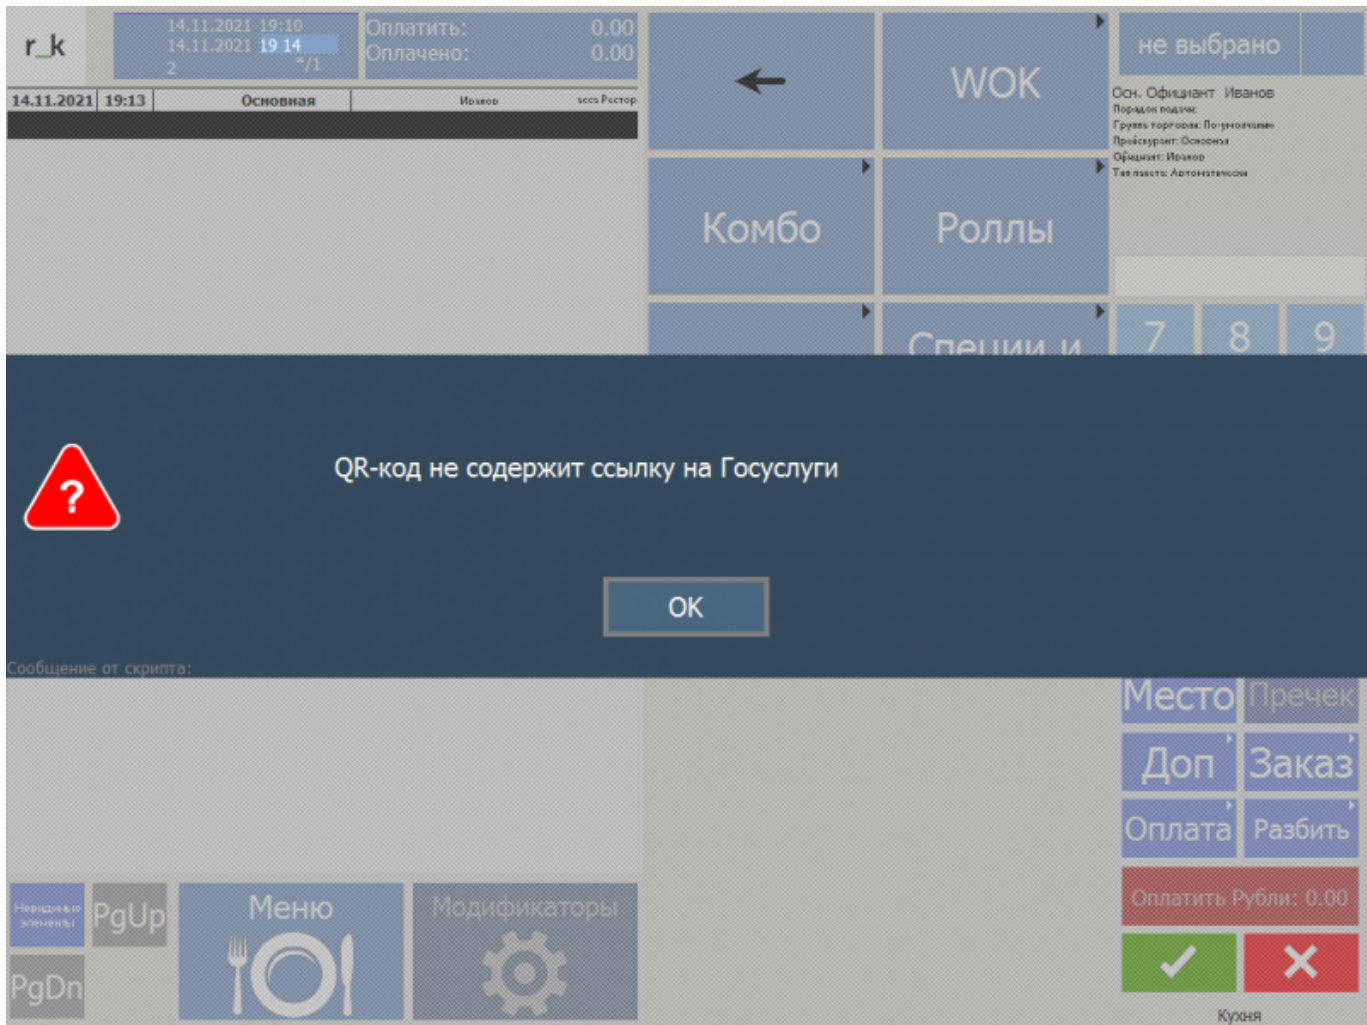 r_k
14.11.2021 19:10
14.11.2021 19 14
2 */1
Оплатить: 0.00
Оплачено: 0.00
WOK
не выбрано
14.11.2021 19:13 Основная Иванов
Осн. Официант Иванов
Порядок подачи:
Группа торговая: По-умолчанию
Прейскурант: Основная
Официант: Иванов
Комбо
Роллы
Специи и
7 8 9
QR-код не содержит ссылку на Госуслуги
OK
Сообщение от скрипта:
Место Пречек
Доп Заказ
Оплата Разбить
Оплатить Рубли: 0.00
Невидимые
элементы
PgUp
Меню
Модификаторы
PgDn
Кухня